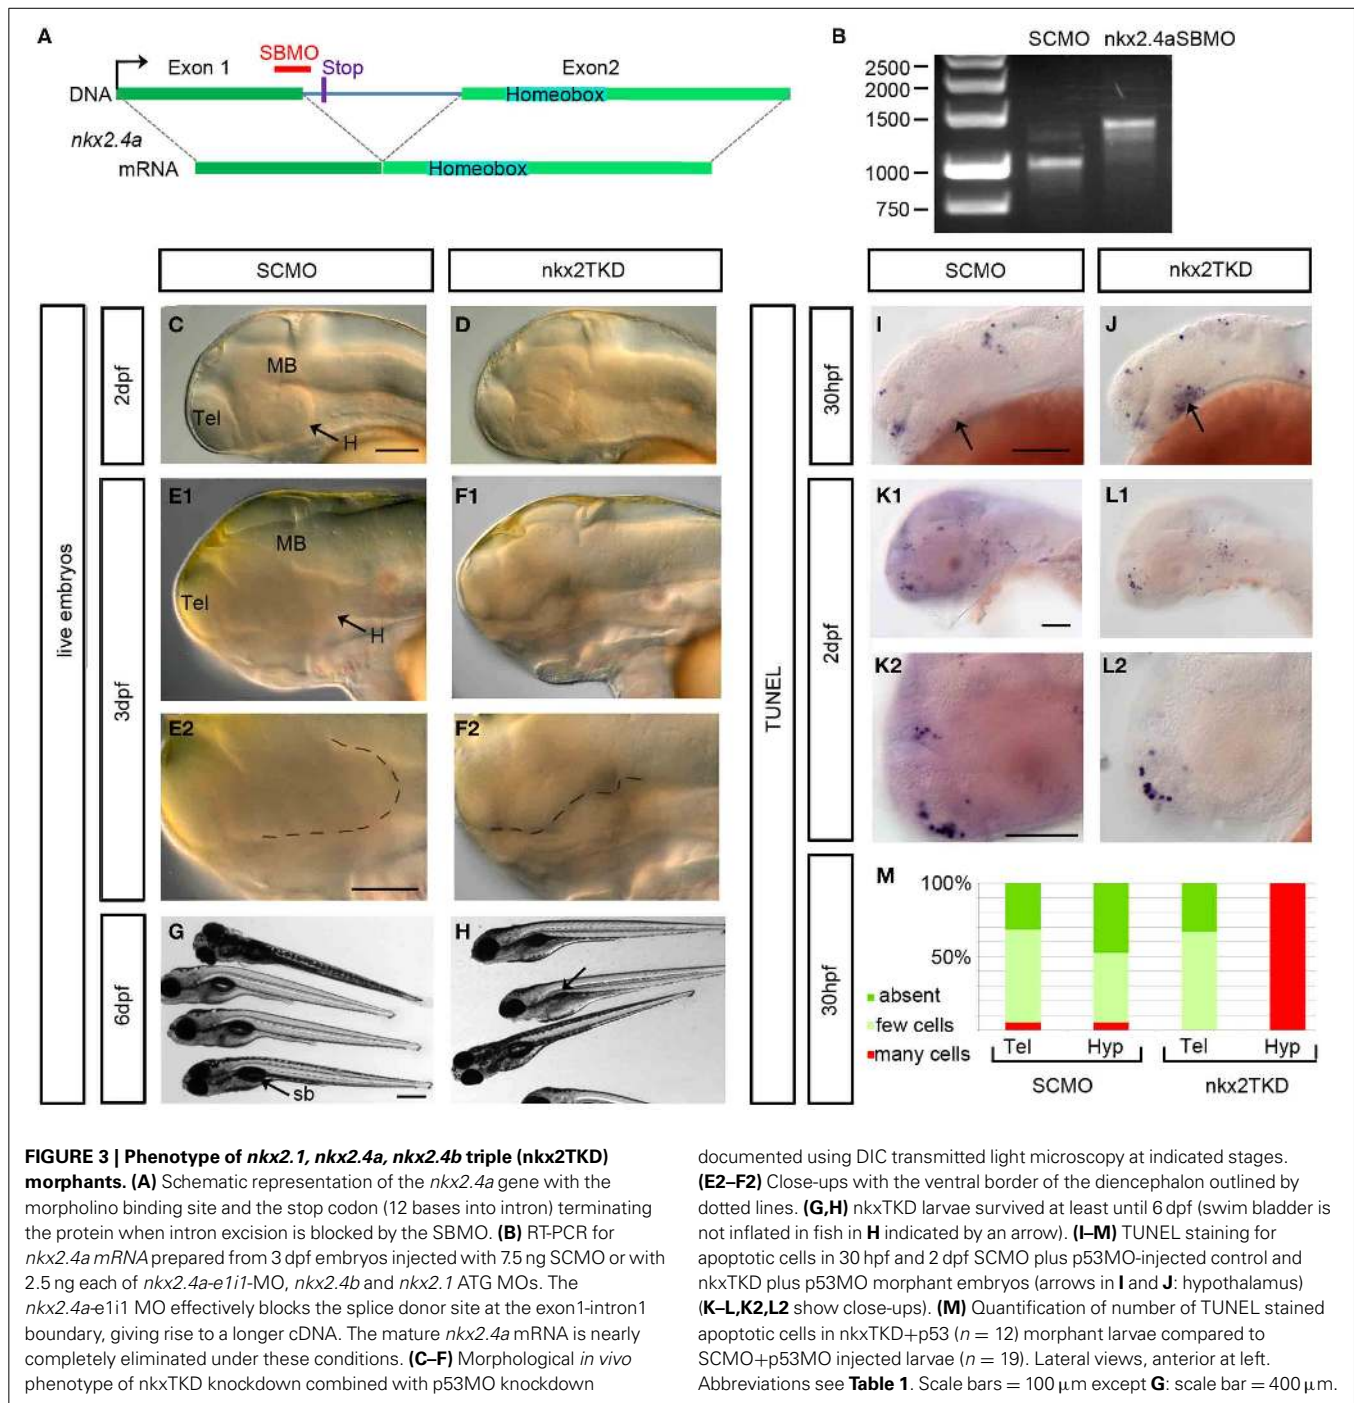 A
SBMO
Exon 1
Stop
Exon2
DNA
Homeobox
nkx2.4a
mRNA
Homeobox
B
SCMO nkx2.4aSBMO
2500
2000
1500
1000
750
SCMO
nkx2TKD
SCMO
nkx2TKD
live embryos
2dpf
C
MB
Tel
H
D
3dpf
E1
MB
Tel
H
F1
E2
F2
6dpf
G
sb
H
TUNEL
30hpf
I
J
2dpf
K1
L1
K2
L2
30hpf
M
100%
50%
absent
few cells
many cells
Tel Hyp Tel Hyp
SCMO nkx2TKD
FIGURE 3 | Phenotype of nkx2.1, nkx2.4a, nkx2.4b triple (nkx2TKD)
morphants. (A) Schematic representation of the nkx2.4a gene with the
morpholino binding site and the stop codon (12 bases into intron) terminating
the protein when intron excision is blocked by the SBMO. (B) RT-PCR for
nkx2.4a mRNA prepared from 3 dpf embryos injected with 7.5 ng SCMO or with
2.5 ng each of nkx2.4a-e1i1-MO, nkx2.4b and nkx2.1 ATG MOs. The
nkx2.4a-e1i1 MO effectively blocks the splice donor site at the exon1-intron1
boundary, giving rise to a longer cDNA. The mature nkx2.4a mRNA is nearly
completely eliminated under these conditions. (C–F) Morphological in vivo
phenotype of nkxTKD knockdown combined with p53MO knockdown
documented using DIC transmitted light microscopy at indicated stages.
(E2–F2) Close-ups with the ventral border of the diencephalon outlined by
dotted lines. (G,H) nkxTKD larvae survived at least until 6 dpf (swim bladder is
not inflated in fish in H indicated by an arrow). (I–M) TUNEL staining for
apoptotic cells in 30 hpf and 2 dpf SCMO plus p53MO-injected control and
nkxTKD plus p53MO morphant embryos (arrows in I and J: hypothalamus)
(K–L,K2,L2 show close-ups). (M) Quantification of number of TUNEL stained
apoptotic cells in nkxTKD+p53 (n = 12) morphant larvae compared to
SCMO+p53MO injected larvae (n = 19). Lateral views, anterior at left.
Abbreviations see Table 1. Scale bars = 100 μm except G: scale bar = 400 μm.